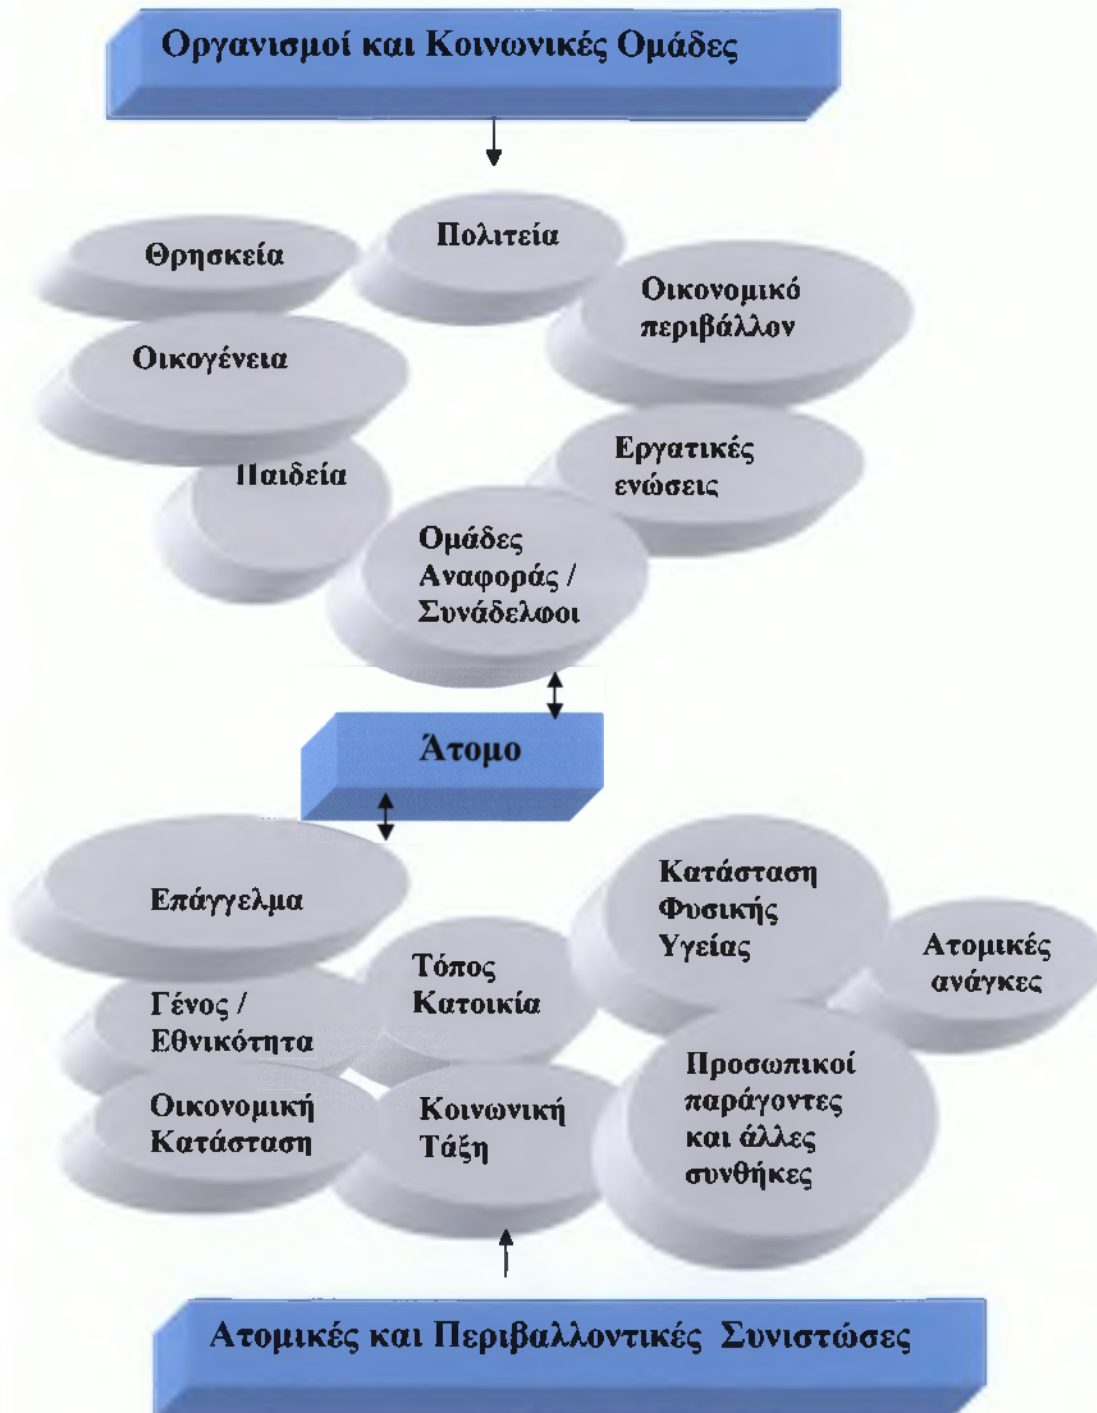 Οργανισμοί και Κοινωνικές Ομάδες
Θρησκεία
Πολιτεία
Οικονομικό
περιβάλλον
Οικογένεια
Παιδεία
Εργατικές
ενώσεις
Ομάδες
Αναφοράς /
Συνάδελφοι
Άτομο
Επάγγελμα
Κατάσταση
Φυσικής
Υγείας
Ατομικές
ανάγκες
Τόπος
Κατοικία
Γένος /
Εθνικότητα
Οικονομική
Κατάσταση
Κοινωνική
Τάξη
Προσωπικοί
παράγοντες
και άλλες
συνθήκες
Ατομικές και Περιβαλλοντικές Συνιστώσες